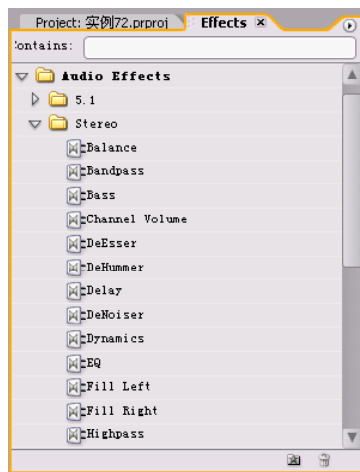 Project: 实例72.prproj Effects ×
ontains:
Audio Effects
5.1
Stereo
Balance
Bandpass
Bass
Channel Volume
DeEsser
DeHummer
Delay
DeNoiser
Dynamics
EQ
Fill Left
Fill Right
Highpass